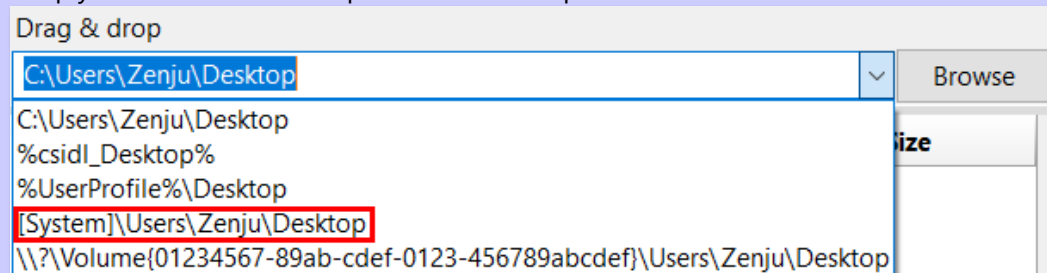 Drag & drop
C:\Users\Zenju\Desktop Browse
C:\Users\Zenju\Desktop
%csidl_Desktop%
%UserProfile%\Desktop
[System]\Users\Zenju\Desktop
\\?\Volume{01234567-89ab-cdef-0123-456789abcdef}\Users\Zenju\Desktop